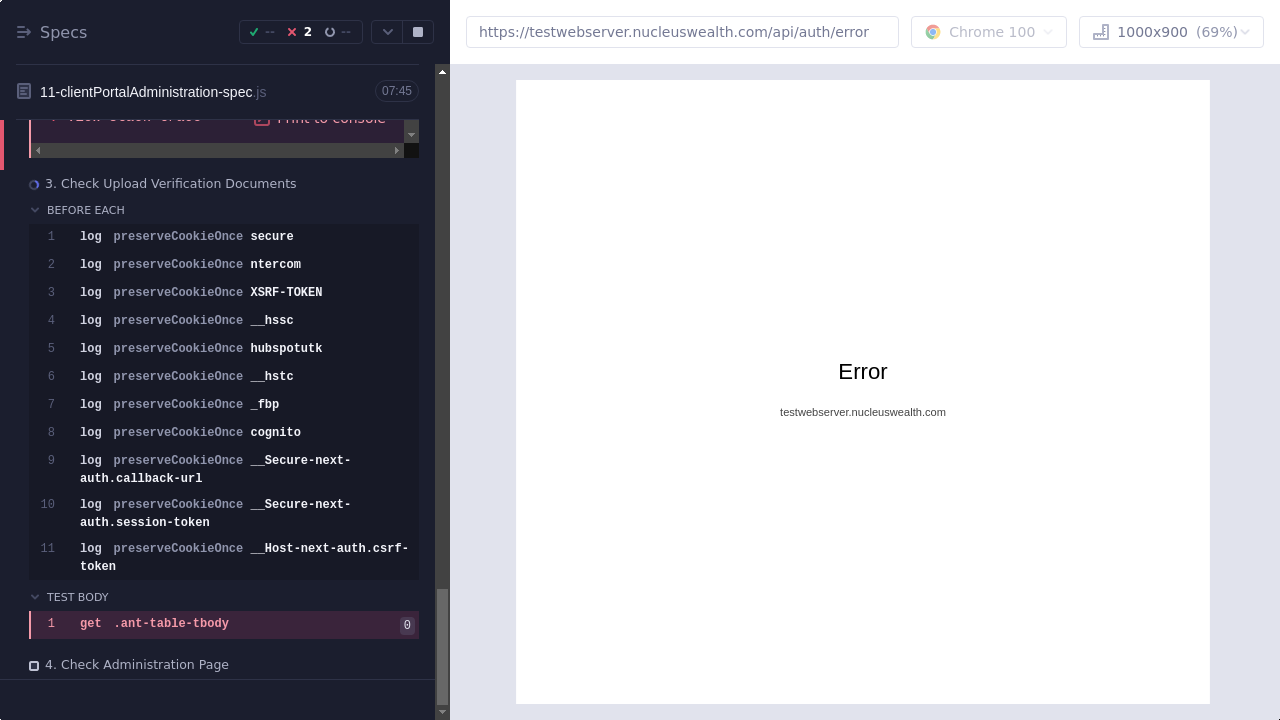 Specs
-- 2 --
https://testwebserver.nucleuswealth.com/api/auth/error
Chrome 100
1000x900 (69%)
11-clientPortalAdministration-spec.js
07:45
3. Check Upload Verification Documents
BEFORE EACH
1 log preserveCookieOnce secure
2 log preserveCookieOnce ntercom
3 log preserveCookieOnce XSRF-TOKEN
4 log preserveCookieOnce __hssc
5 log preserveCookieOnce hubspotutk
6 log preserveCookieOnce __hstc
7 log preserveCookieOnce _fbp
8 log preserveCookieOnce cognito
9 log preserveCookieOnce __Secure-next-
auth.callback-url
10 log preserveCookieOnce __Secure-next-
auth.session-token
11 log preserveCookieOnce __Host-next-auth.csrf-
token
TEST BODY
1 get .ant-table-tbody 0
4. Check Administration Page
Error
testwebserver.nucleuswealth.com